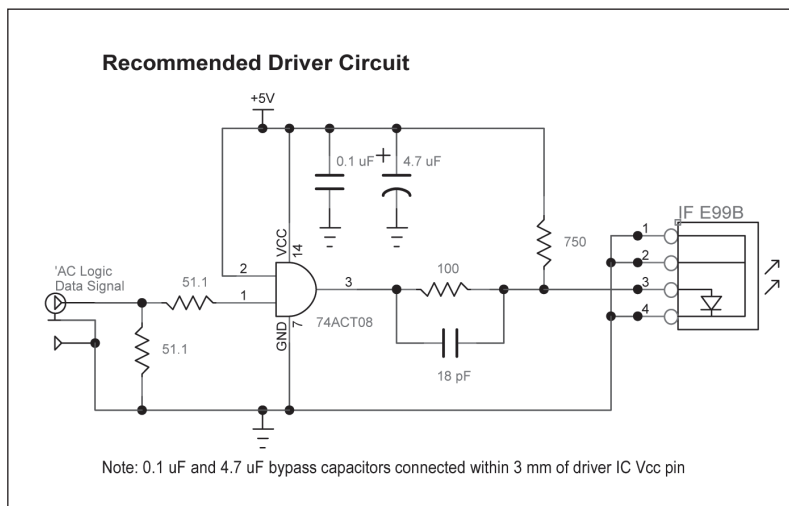 Recommended Driver Circuit
+5V
0.1 uF
+
4.7 uF
IF E99B
VCC
14
750
1
2
3
4
'AC Logic
Data Signal
51.1
2
1
3
100
51.1
74ACT08
GND
7
18 pF
Note: 0.1 uF and 4.7 uF bypass capacitors connected within 3 mm of driver IC Vcc pin